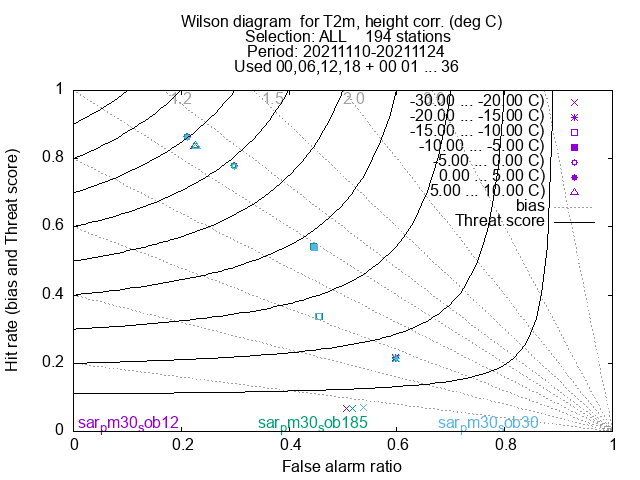 Wilson diagram  for T2m, height corr. (deg C)
Selection: ALL    194 stations
Period: 20211110-20211124
Used 00,06,12,18 + 00 01 ... 36
1.2 1.5 2.0
-30.00 ... -20.00 C)
-20.00 ... -15.00 C)
-15.00 ... -10.00 C)
-10.00 ... -5.00 C)
-5.00 ... 0.00 C)
0.00 ... 5.00 C)
5.00 ... 10.00 C)
bias
Threat score
Hit rate (bias and Threat score)
1
0.8
0.6
0.4
0.2
0
sarpm30sob12 sarpm30sob185 sarpm30sob30
0 0.2 0.4 0.6 0.8 1
False alarm ratio